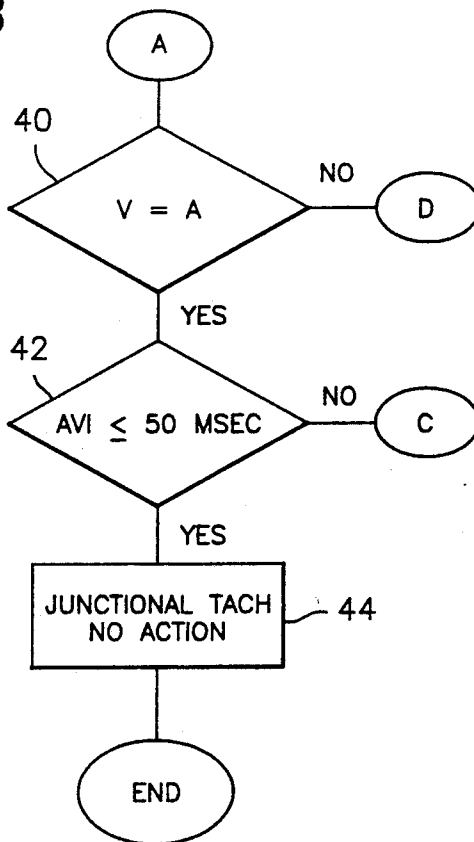 A
40
V = A
NO
D
YES
42
AVI ≤ 50 MSEC
NO
C
YES
JUNCTIONAL TACH
NO ACTION
44
END